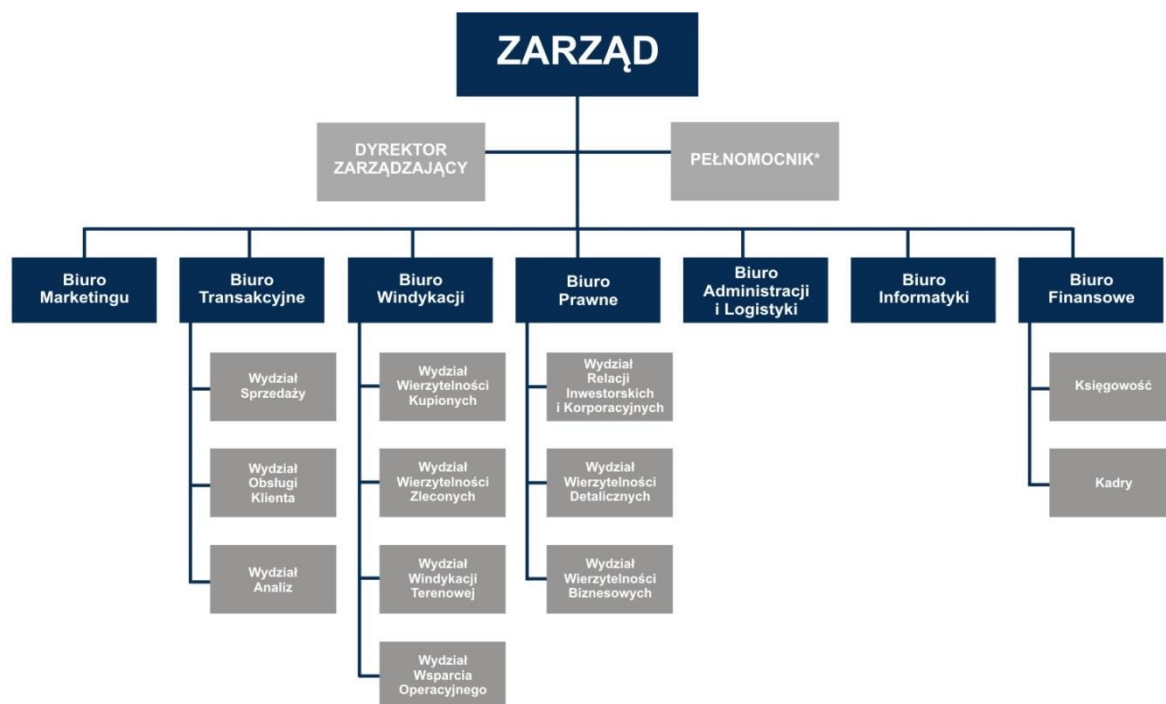 ZARZĄD
DYREKTOR
ZARZĄDZAJĄCY
PEŁNOMOCNIK*
Biuro
Marketingu
Biuro
Transakcyjne
Biuro
Windykacji
Biuro
Prawne
Biuro
Administracji
i Logistyki
Biuro
Informatyki
Biuro
Finansowe
Wydział
Sprzedaży
Wydział
Obsługi
Klienta
Wydział
Analiz
Wydział
Wierzytelności
Kupionych
Wydział
Wierzytelności
Zleconych
Wydział
Windykacji
Terenowej
Wydział
Wsparcia
Operacyjnego
Wydział
Relacji
Inwestorskich
i Korporacyjnych
Wydział
Wierzytelności
Detalicznych
Wydział
Wierzytelności
Biznesowych
Księgowość
Kadry